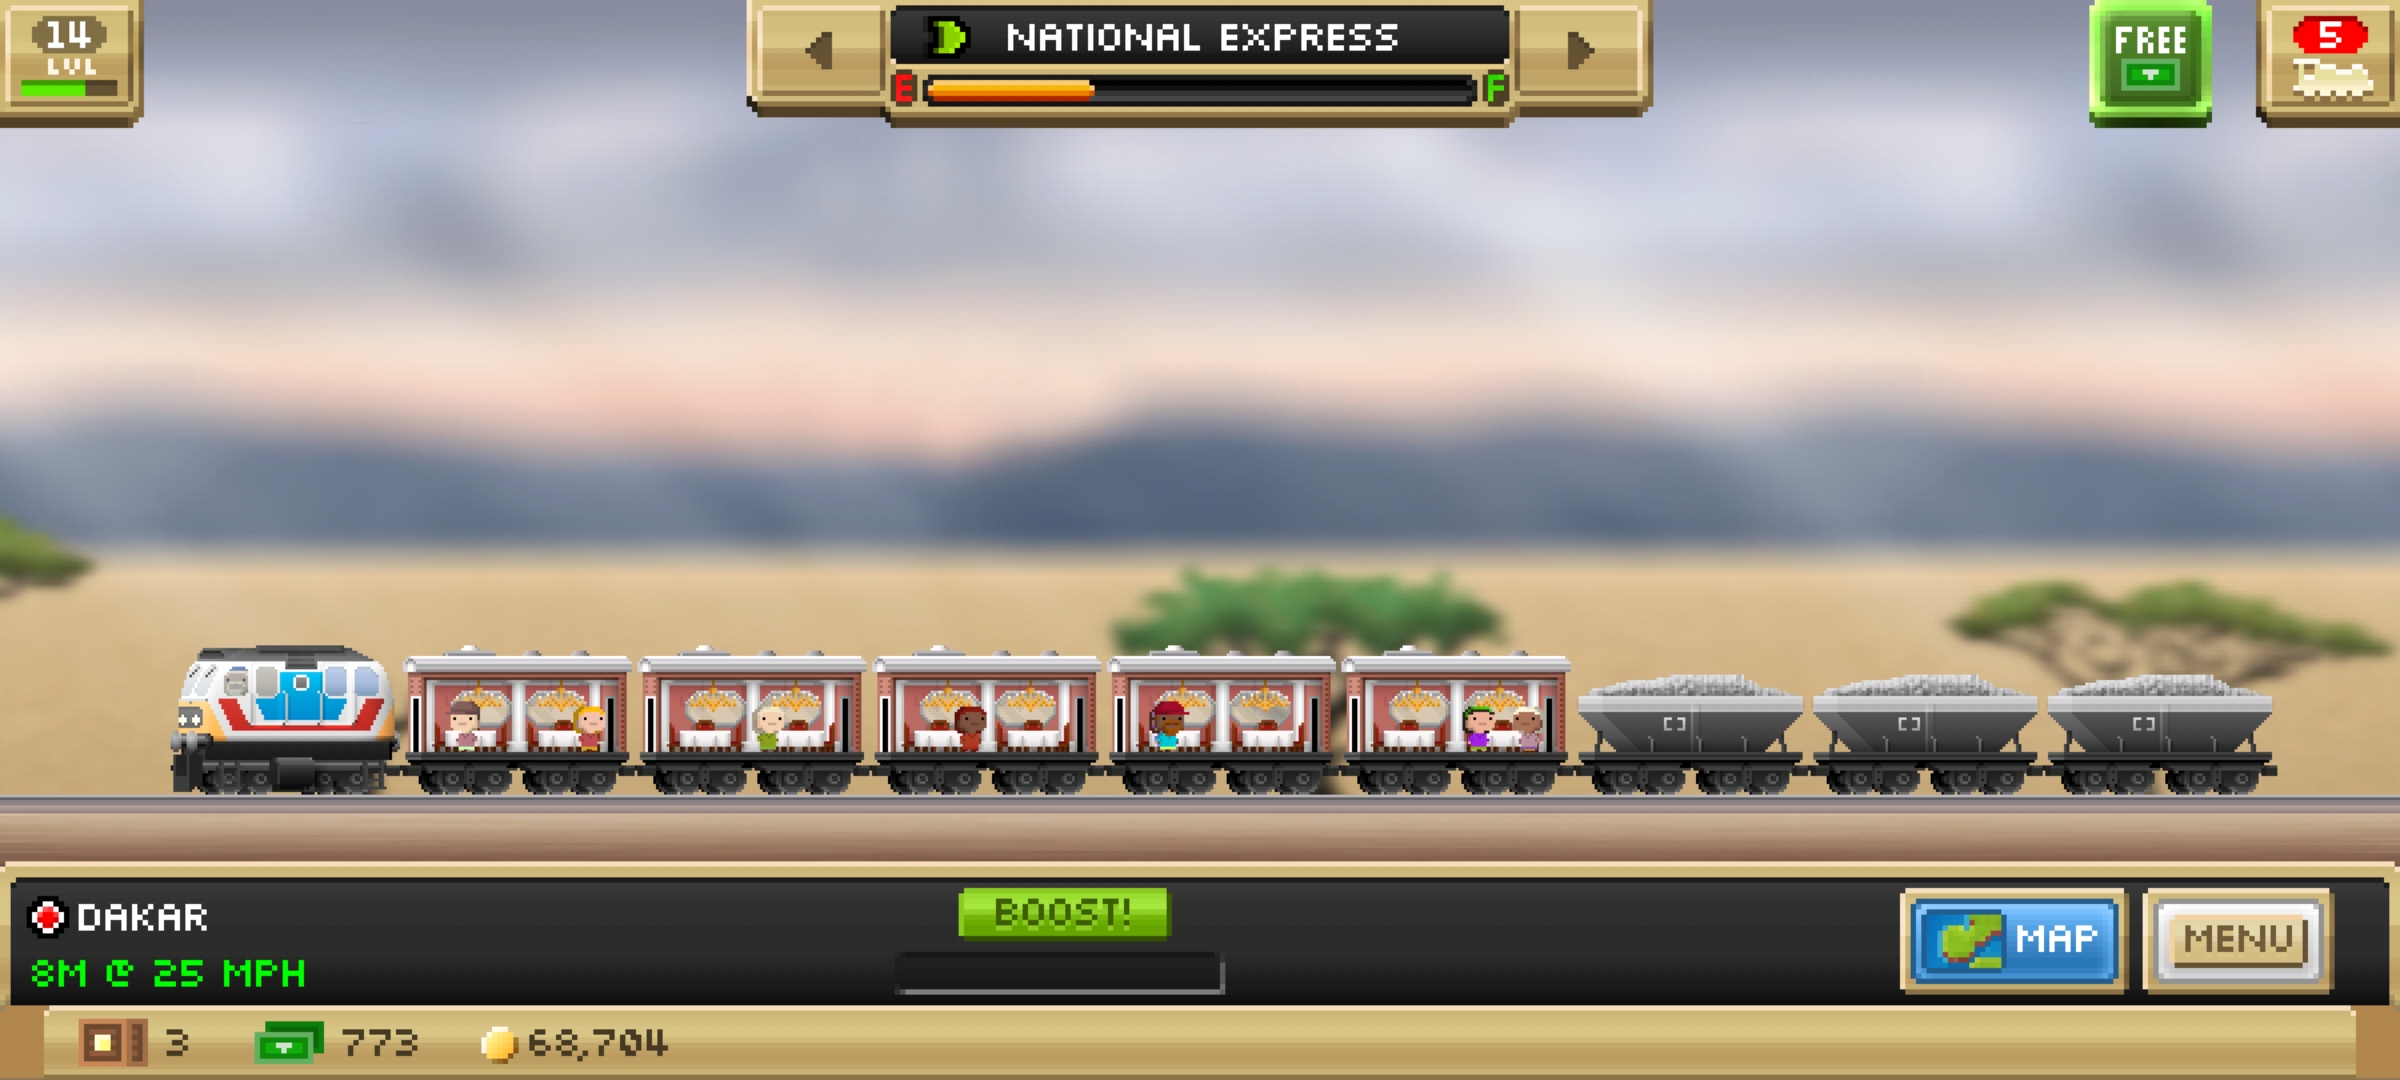 14
LVL
NATIONAL EXPRESS
E F
FREE
5
DAKAR
8M @ 25 MPH
BOOST!
MAP
MENU
3
773
68,704